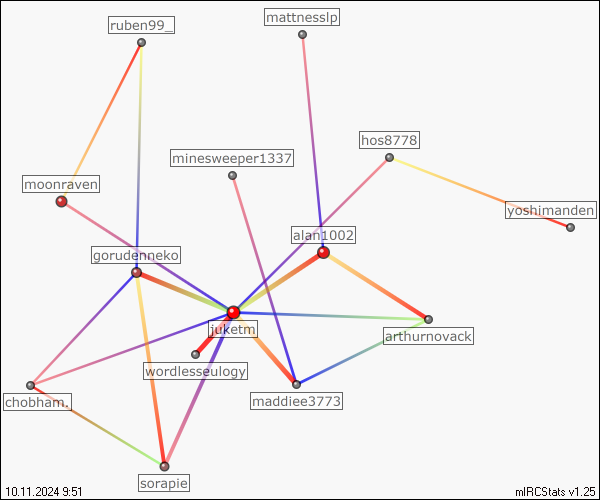 ruben99_
mattnesslp
hos8778
minesweeper1337
moonraven
yoshimanden
alan1002
gorudenneko
juketm
arthurnovack
wordlesseulogy
chobham.
maddiee3773
sorapie
10.11.2024 9:51
mIRCStats v1.25